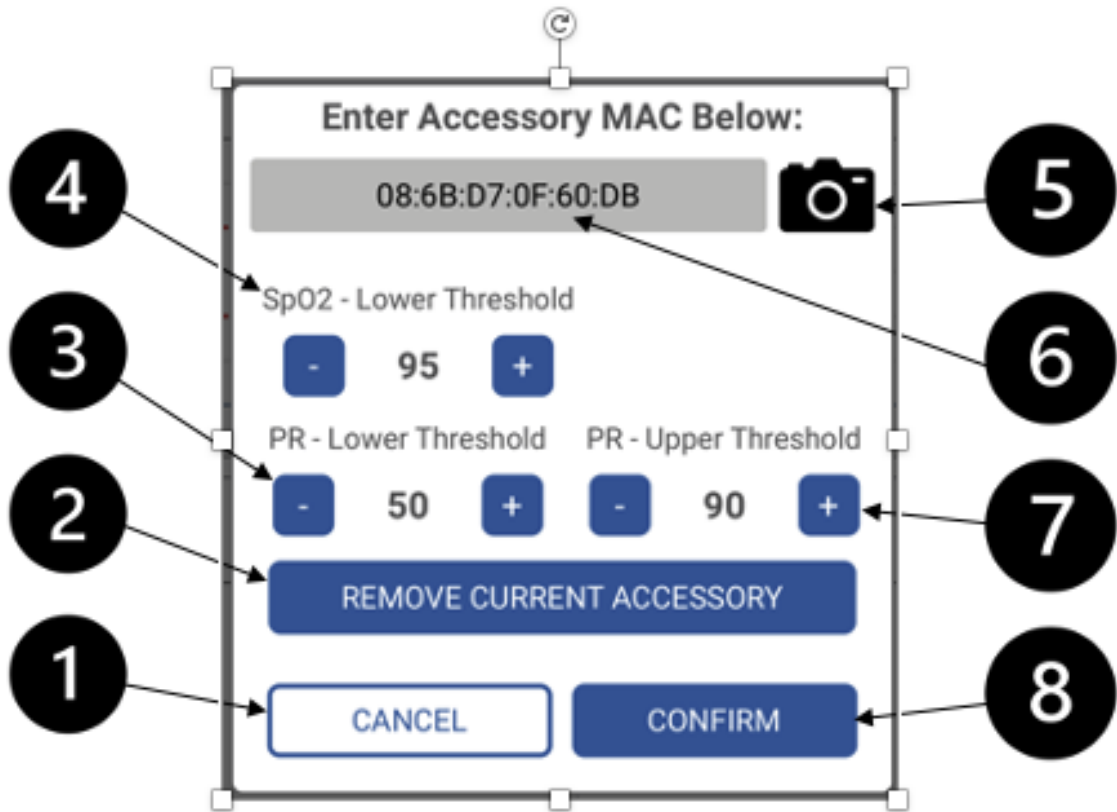 Enter Accessory MAC Below:
4
08:6B:D7:0F:60:DB
5
SpO2 - Lower Threshold
3
- 95 +
6
PR - Lower Threshold PR - Upper Threshold
2
- 50 + - 90 +
7
REMOVE CURRENT ACCESSORY
1
CANCEL CONFIRM
8